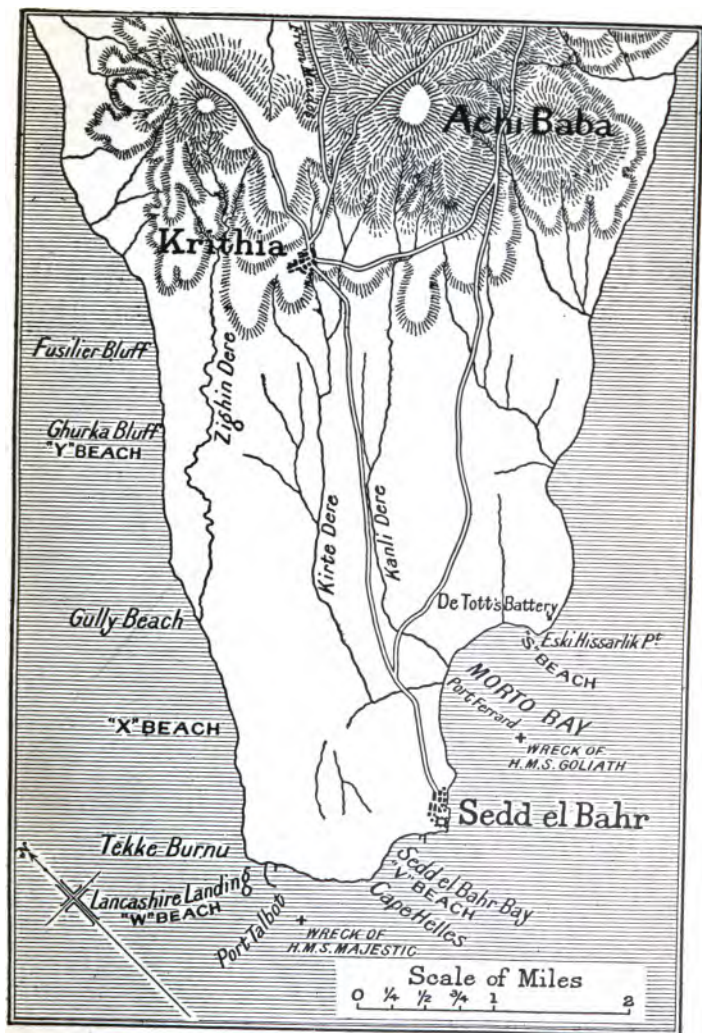 From Maidos
Achi Baba
Krithia
Fusilier Bluff
Zighin Dere
Ghurka Bluff
"Y" BEACH
Kirte Dere
Kanli Dere
De Tott's Battery
Gully Beach
Eski Hissarlik Pt
"S" BEACH
MORTO BAY
Port Ferrard
"X" BEACH
WRECK OF
H.M.S. GOLIATH
Sedd el Bahr
Tekke Burnu
Sedd el Bahr Bay
"V" BEACH
Cape Helles
N
Lancashire Landing
"W" BEACH
Port Talbot
WRECK OF
H.M.S. MAJESTIC
Scale of Miles
0 1/4 1/2 3/4 1 2